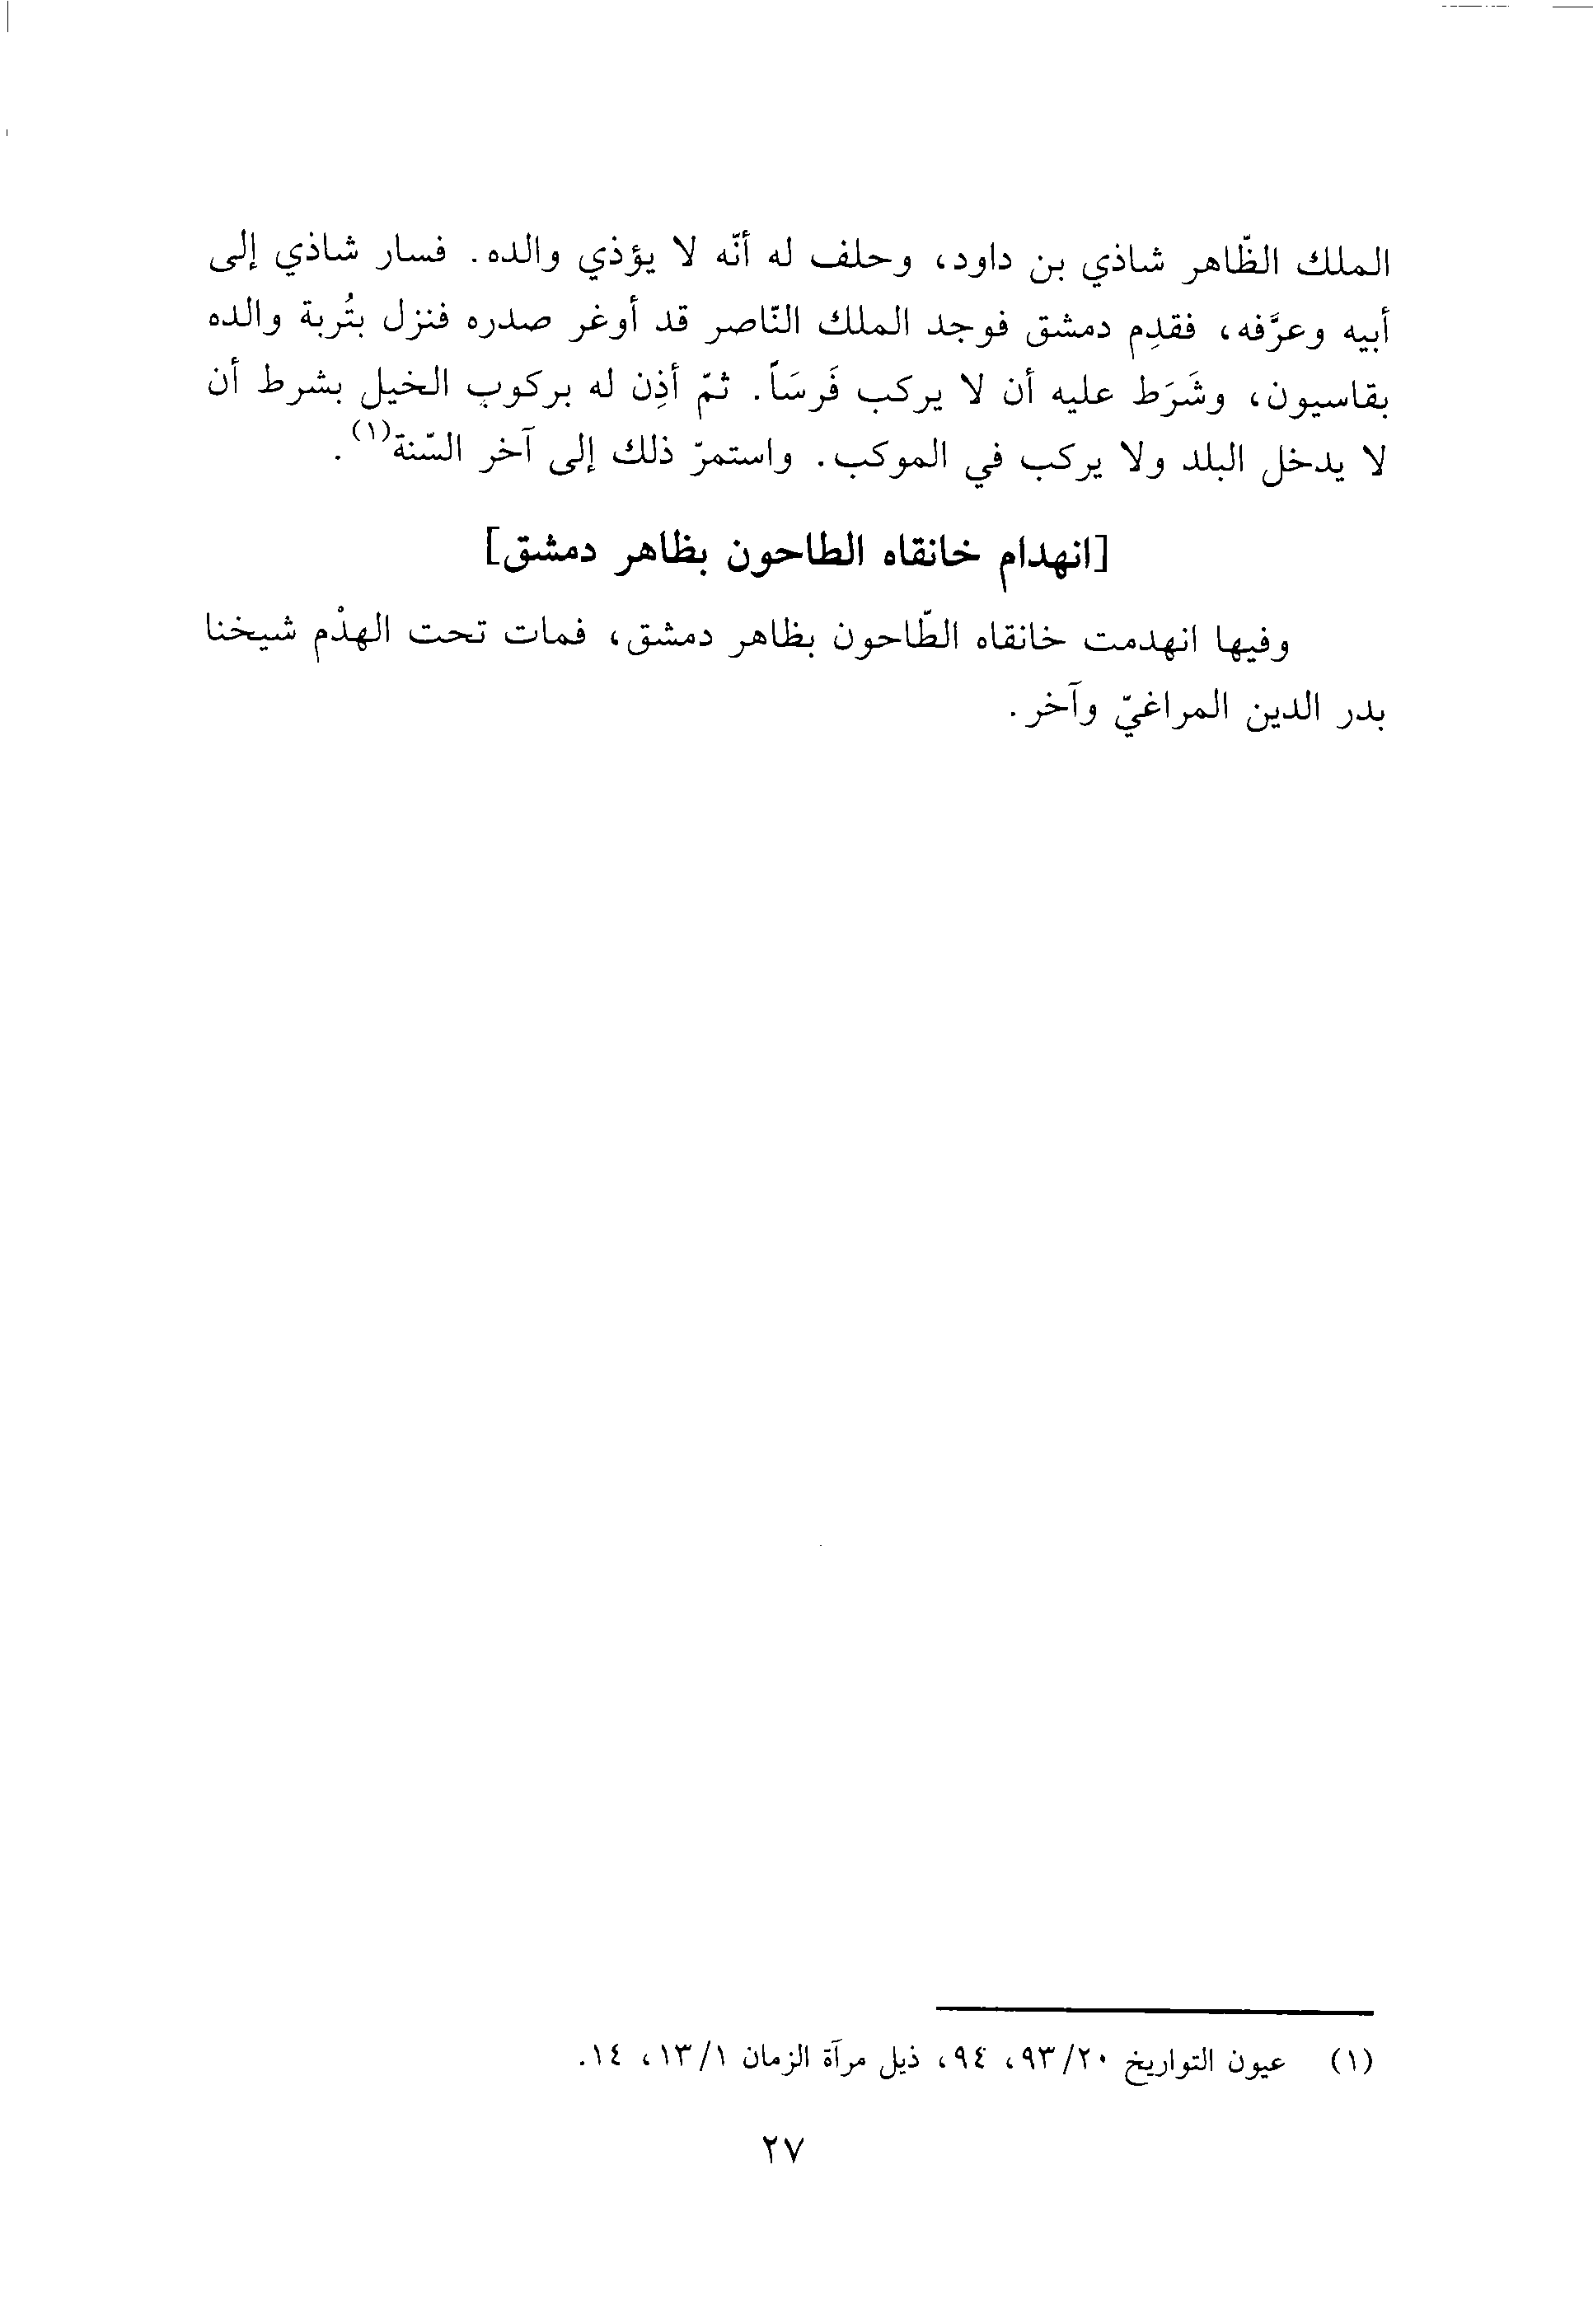 الملك الظّاهر شاذي بن داود، وحلف له أنّه لا يؤذي والده. فسار شاذي إلى
أبيه وعرَّفه، فقدِم دمشق فوجد الملك النّاصر قد أوغر صدره فنزل بتُربة والده
بقاسيون، وشَرَط عليه أن لا يركب فَرسَاً. ثمّ أذِن له بركوب الخيل بشرط أن
لا يدخل البلد ولا يركب في الموكب. واستمرّ ذلك إلى آخر السّنة(١).
[انهدام خانقاه الطاحون بظاهر دمشق]
وفيها انهدمت خانقاه الطّاحون بظاهر دمشق، فمات تحت الهذْم شيخنا
بدر الدين المراغيّ وآخر.
(١) عيون التواريخ ٢٠/٩٣، ٩٤، ذيل مرآة الزمان ١/١٣، ١٤.
٢٧